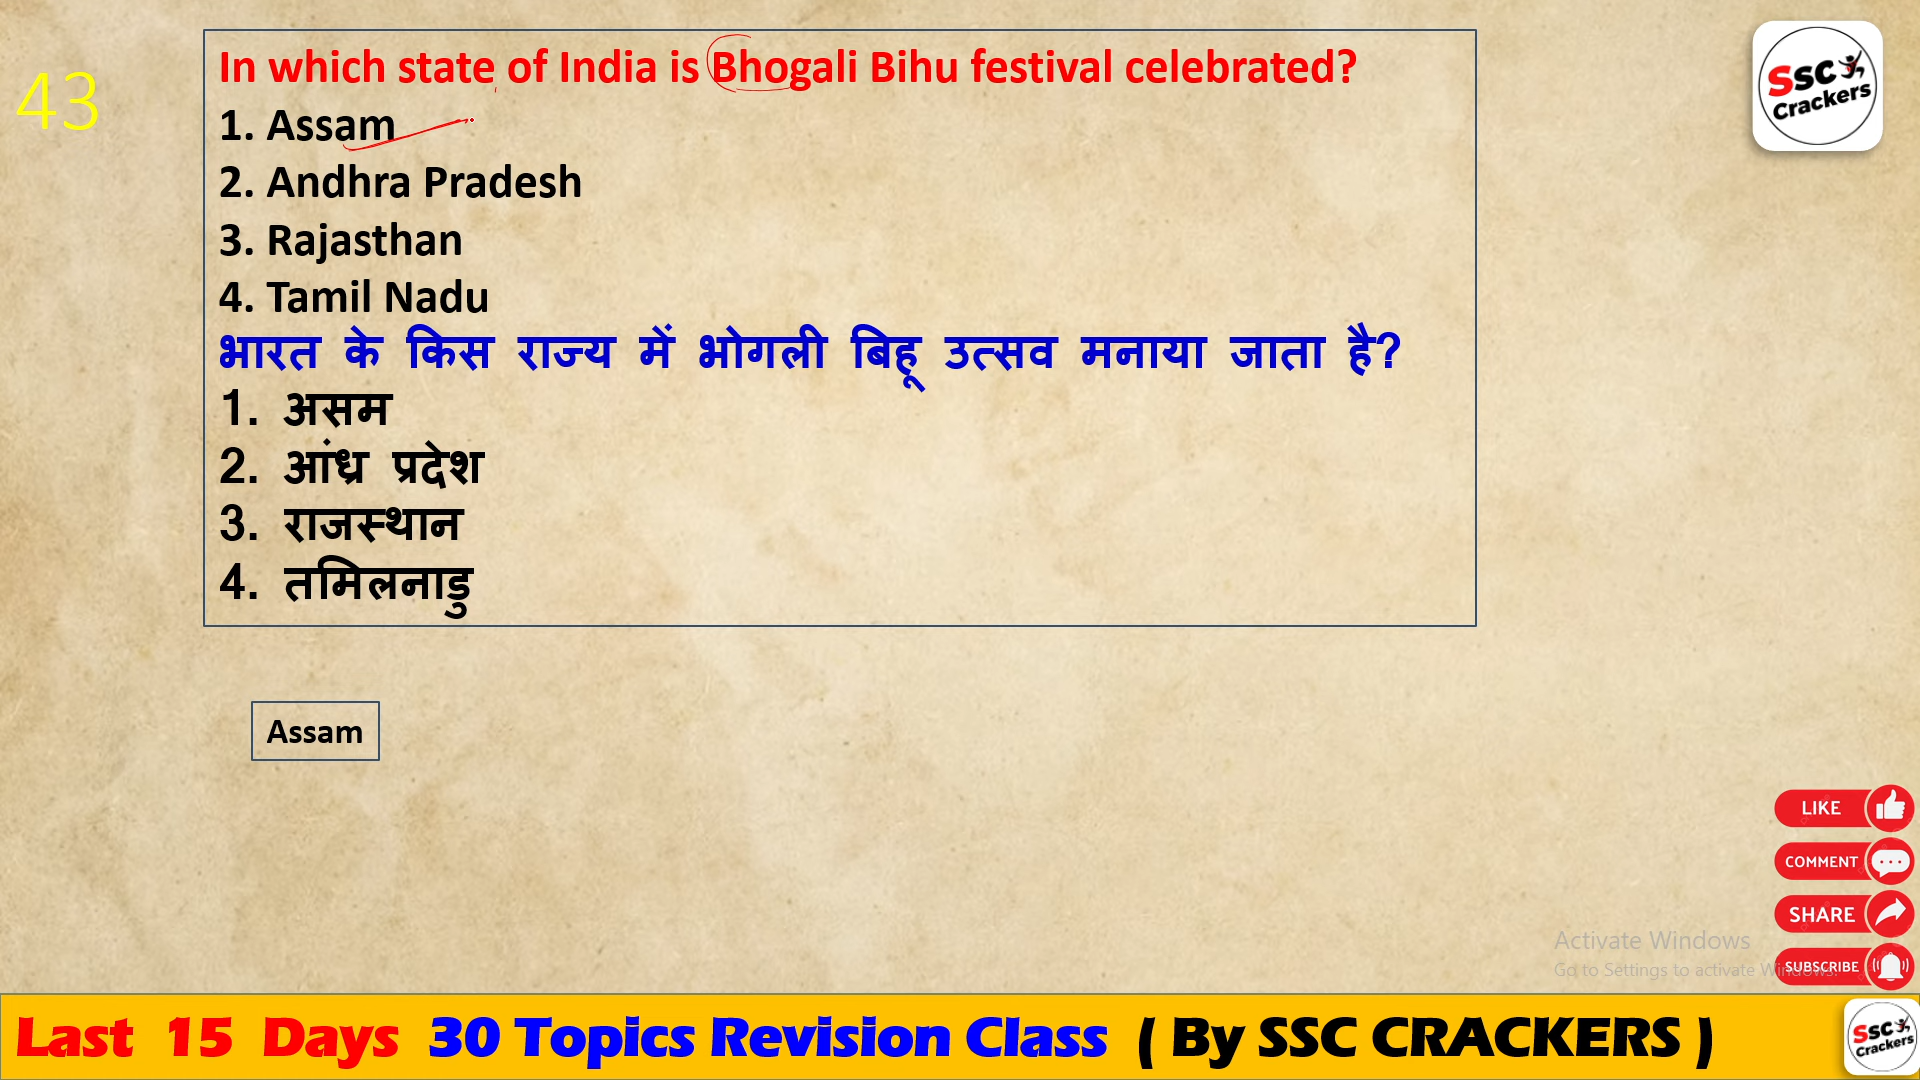 43
In which state of India is Bhogali Bihu festival celebrated?
1. Assam
2. Andhra Pradesh
3. Rajasthan
4. Tamil Nadu
भारत के किस राज्य में भोगली बिहू उत्सव मनाया जाता है?
1. असम
2. आंध्र प्रदेश
3. राजस्थान
4. तमिलनाडु
Assam
SSC
Crackers
LIKE
COMMENT
SHARE
SUBSCRIBE
Activate Windows
Go to Settings to activate Windows.
Last 15 Days 30 Topics Revision Class ( By SSC CRACKERS )
SSC
Crackers